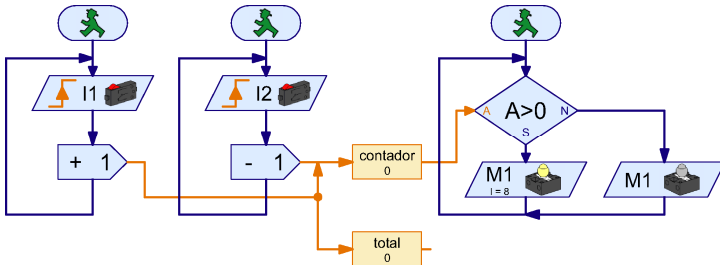 I1
+ 1
I2
- 1
contador
0
total
0
A
A>0
N
S
M1
I = 8
M1